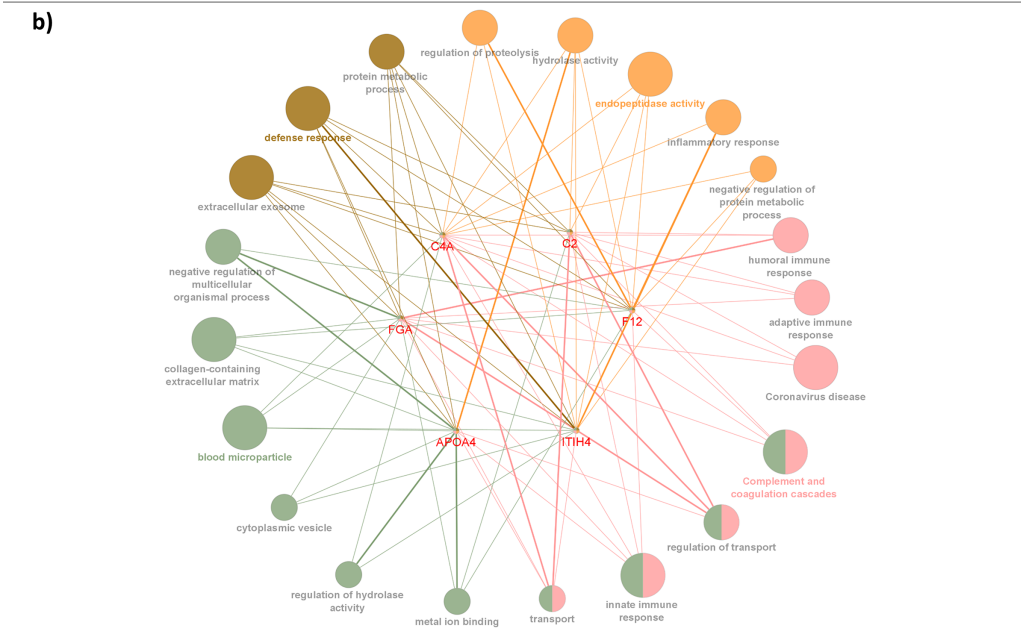 b)
regulation of proteolysis
hydrolase activity
protein metabolic
process
endopeptidase activity
defense response
inflammatory response
extracellular exosome
negative regulation of
protein metabolic
process
C4A
C2
humoral immune
response
negative regulation of
multicellular
organismal process
FGA
F12
adaptive immune
response
collagen-containing
extracellular matrix
Coronavirus disease
APOA4
ITIH4
blood microparticle
Complement and
coagulation cascades
cytoplasmic vesicle
regulation of transport
regulation of hydrolase
activity
metal ion binding
transport
innate immune
response